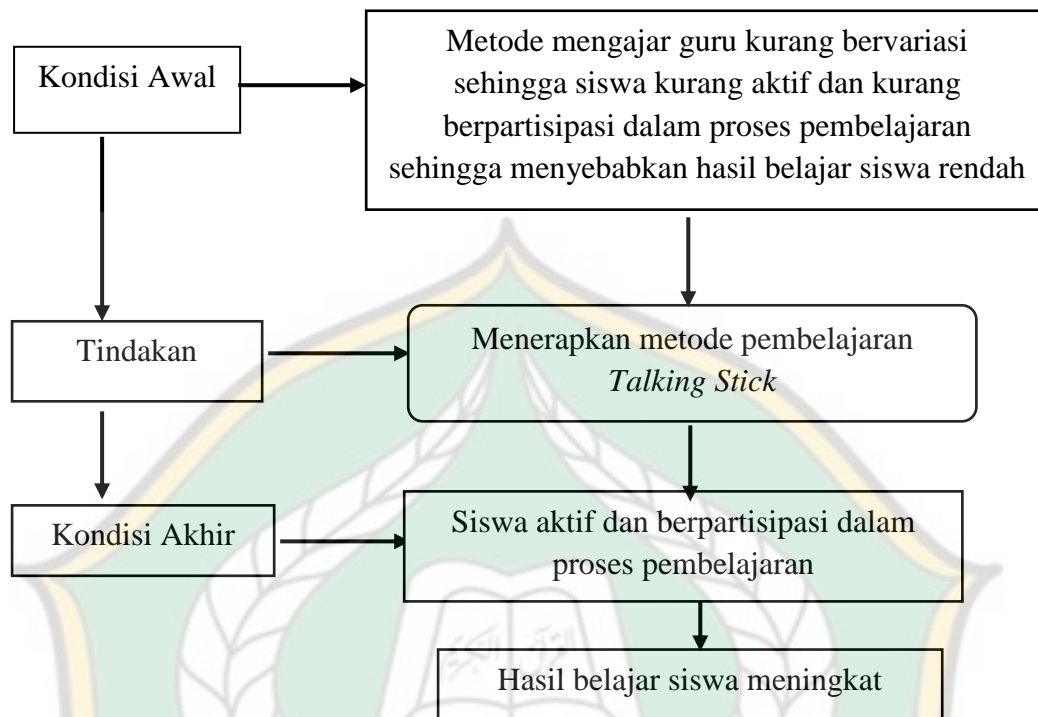 Kondisi Awal
Metode mengajar guru kurang bervariasi
sehingga siswa kurang aktif dan kurang
berpartisipasi dalam proses pembelajaran
sehingga menyebabkan hasil belajar siswa rendah
Tindakan
Menerapkan metode pembelajaran
Talking Stick
Kondisi Akhir
Siswa aktif dan berpartisipasi dalam
proses pembelajaran
Hasil belajar siswa meningkat